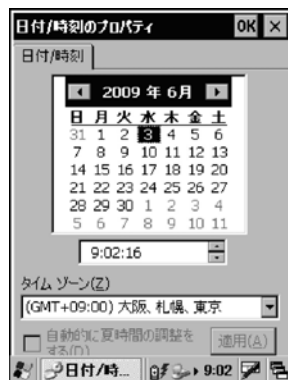 日付/時刻のプロパティ OK ×
日付/時刻
2009 年 6月
日 月 火 水 木 金 土
31 1 2 3 4 5 6
7 8 9 10 11 12 13
14 15 16 17 18 19 20
21 22 23 24 25 26 27
28 29 30 1 2 3 4
5 6 7 8 9 10 11
9:02:16
タイム ゾーン(Z)
(GMT+09:00) 大阪、札幌、東京
自動的に夏時間の調整を
する(D)
適用(A)
日付/時... 9:02